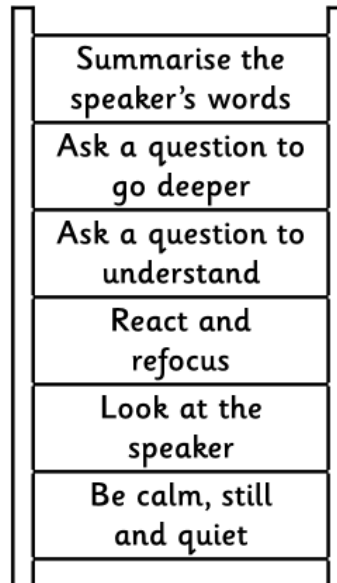 Summarise the
speaker's words
Ask a question to
go deeper
Ask a question to
understand
React and
refocus
Look at the
speaker
Be calm, still
and quiet